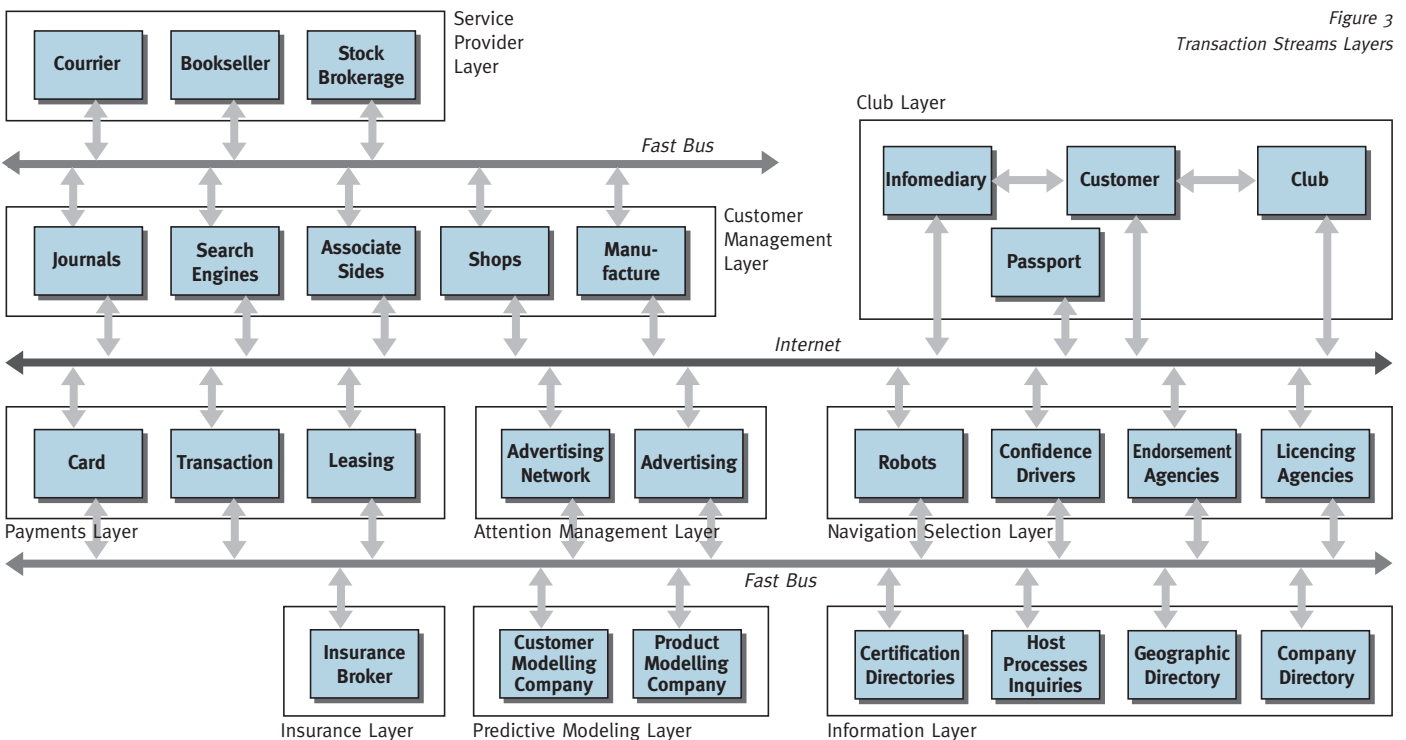 Figure 3
Transaction Streams Layers
Service
Provider
Layer
Courrier
Bookseller
Stock
Brokerage
Fast Bus
Club Layer
Infomediary
Customer
Club
Passport
Customer
Management
Layer
Journals
Search
Engines
Associate
Sides
Shops
Manu-
facture
Internet
Card
Transaction
Leasing
Payments Layer
Advertising
Network
Advertising
Attention Management Layer
Robots
Confidence
Drivers
Endorsement
Agencies
Licencing
Agencies
Navigation Selection Layer
Fast Bus
Insurance
Broker
Insurance Layer
Customer
Modelling
Company
Product
Modelling
Company
Predictive Modeling Layer
Certification
Directories
Host
Processes
Inquiries
Geographic
Directory
Company
Directory
Information Layer